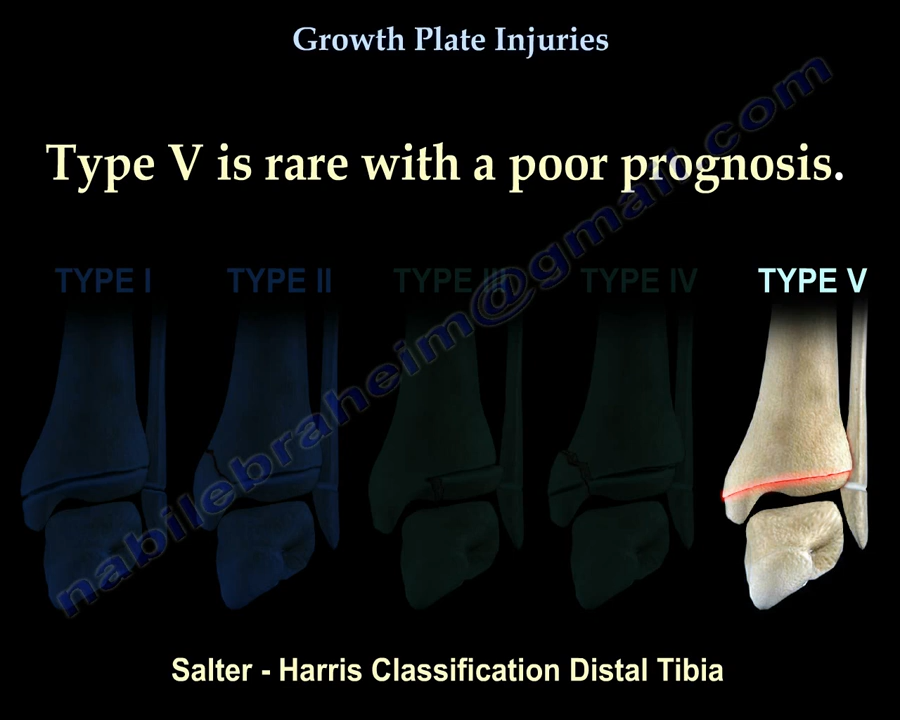 Growth Plate Injuries
Type V is rare with a poor prognosis.
TYPE I TYPE II TYPE III TYPE IV TYPE V
nabilebraheim@gmail.com
Salter - Harris Classification Distal Tibia